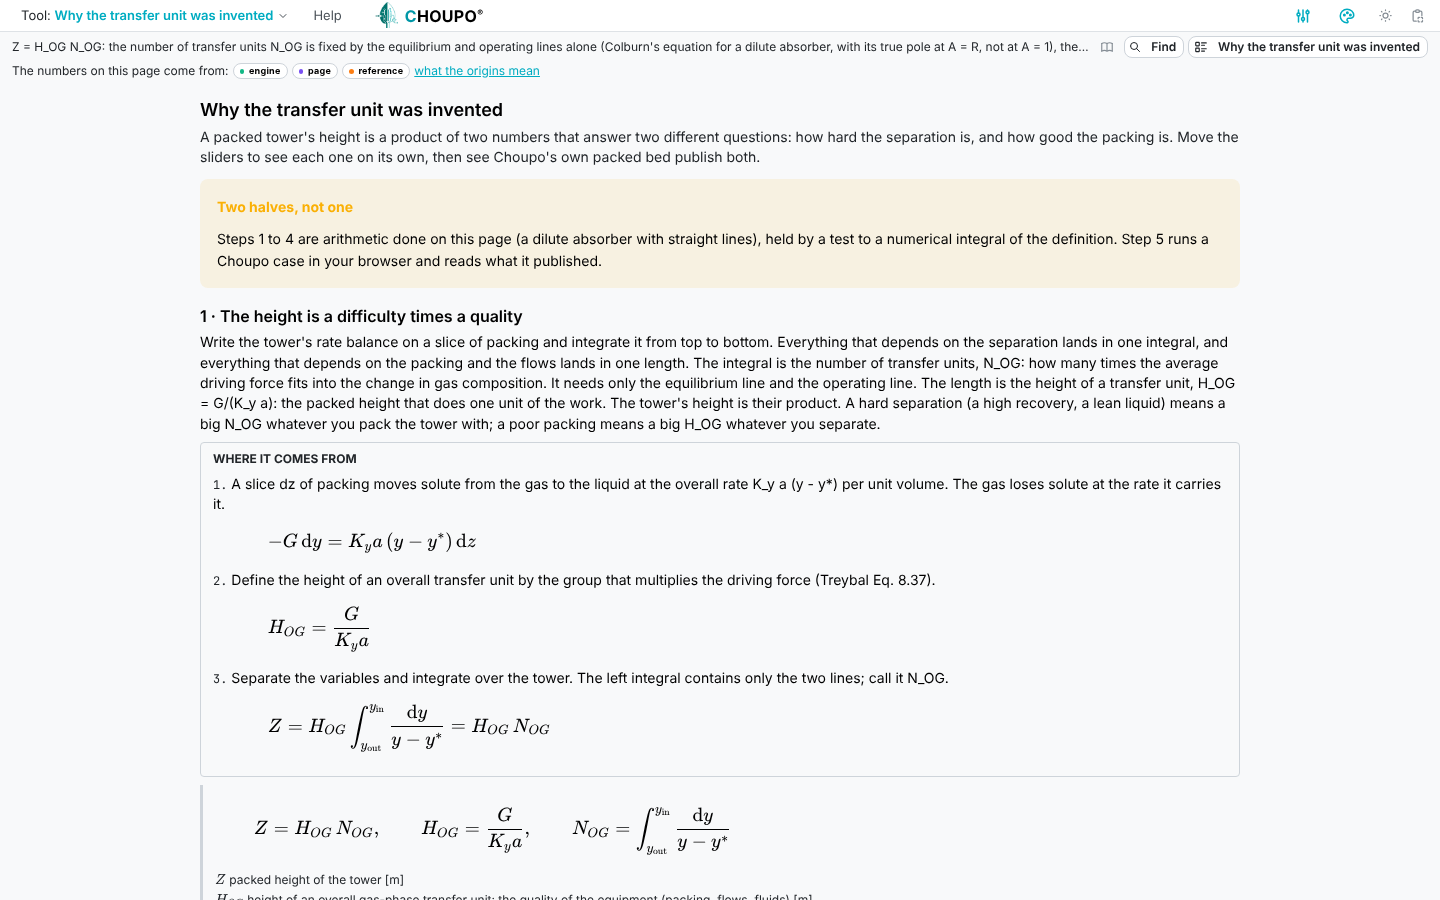 Tool: Why the transfer unit was invented Help CHOUPO®
Z = H_OG N_OG: the number of transfer units N_OG is fixed by the equilibrium and operating lines alone (Colburn's equation for a dilute absorber, with its true pole at A = R, not at A = 1), the... Find Why the transfer unit was invented
The numbers on this page come from: engine page reference what the origins mean
Why the transfer unit was invented
A packed tower's height is a product of two numbers that answer two different questions: how hard the separation is, and how good the packing is. Move the
sliders to see each one on its own, then see Choupo's own packed bed publish both.
Two halves, not one
Steps 1 to 4 are arithmetic done on this page (a dilute absorber with straight lines), held by a test to a numerical integral of the definition. Step 5 runs a
Choupo case in your browser and reads what it published.
1 · The height is a difficulty times a quality
Write the tower's rate balance on a slice of packing and integrate it from top to bottom. Everything that depends on the separation lands in one integral, and
everything that depends on the packing and the flows lands in one length. The integral is the number of transfer units, N_OG: how many times the average
driving force fits into the change in gas composition. It needs only the equilibrium line and the operating line. The length is the height of a transfer unit, H_OG
= G/(K_y a): the packed height that does one unit of the work. The tower's height is their product. A hard separation (a high recovery, a lean liquid) means a
big N_OG whatever you pack the tower with; a poor packing means a big H_OG whatever you separate.
WHERE IT COMES FROM
1. A slice dz of packing moves solute from the gas to the liquid at the overall rate K_y a (y - y*) per unit volume. The gas loses solute at the rate it carries
it.
−G dy = K_y a (y − y*) dz
2. Define the height of an overall transfer unit by the group that multiplies the driving force (Treybal Eq. 8.37).
H_OG = G / K_y a
3. Separate the variables and integrate over the tower. The left integral contains only the two lines; call it N_OG.
Z = H_OG ∫_{y_out}^{y_in} dy / (y − y*) = H_OG N_OG
Z = H_OG N_OG, H_OG = G / K_y a, N_OG = ∫_{y_out}^{y_in} dy / (y − y*)
Z packed height of the tower [m]
H_OG height of an overall gas-phase transfer unit: the quality of the equipment (packing, flows, fluids) [m]